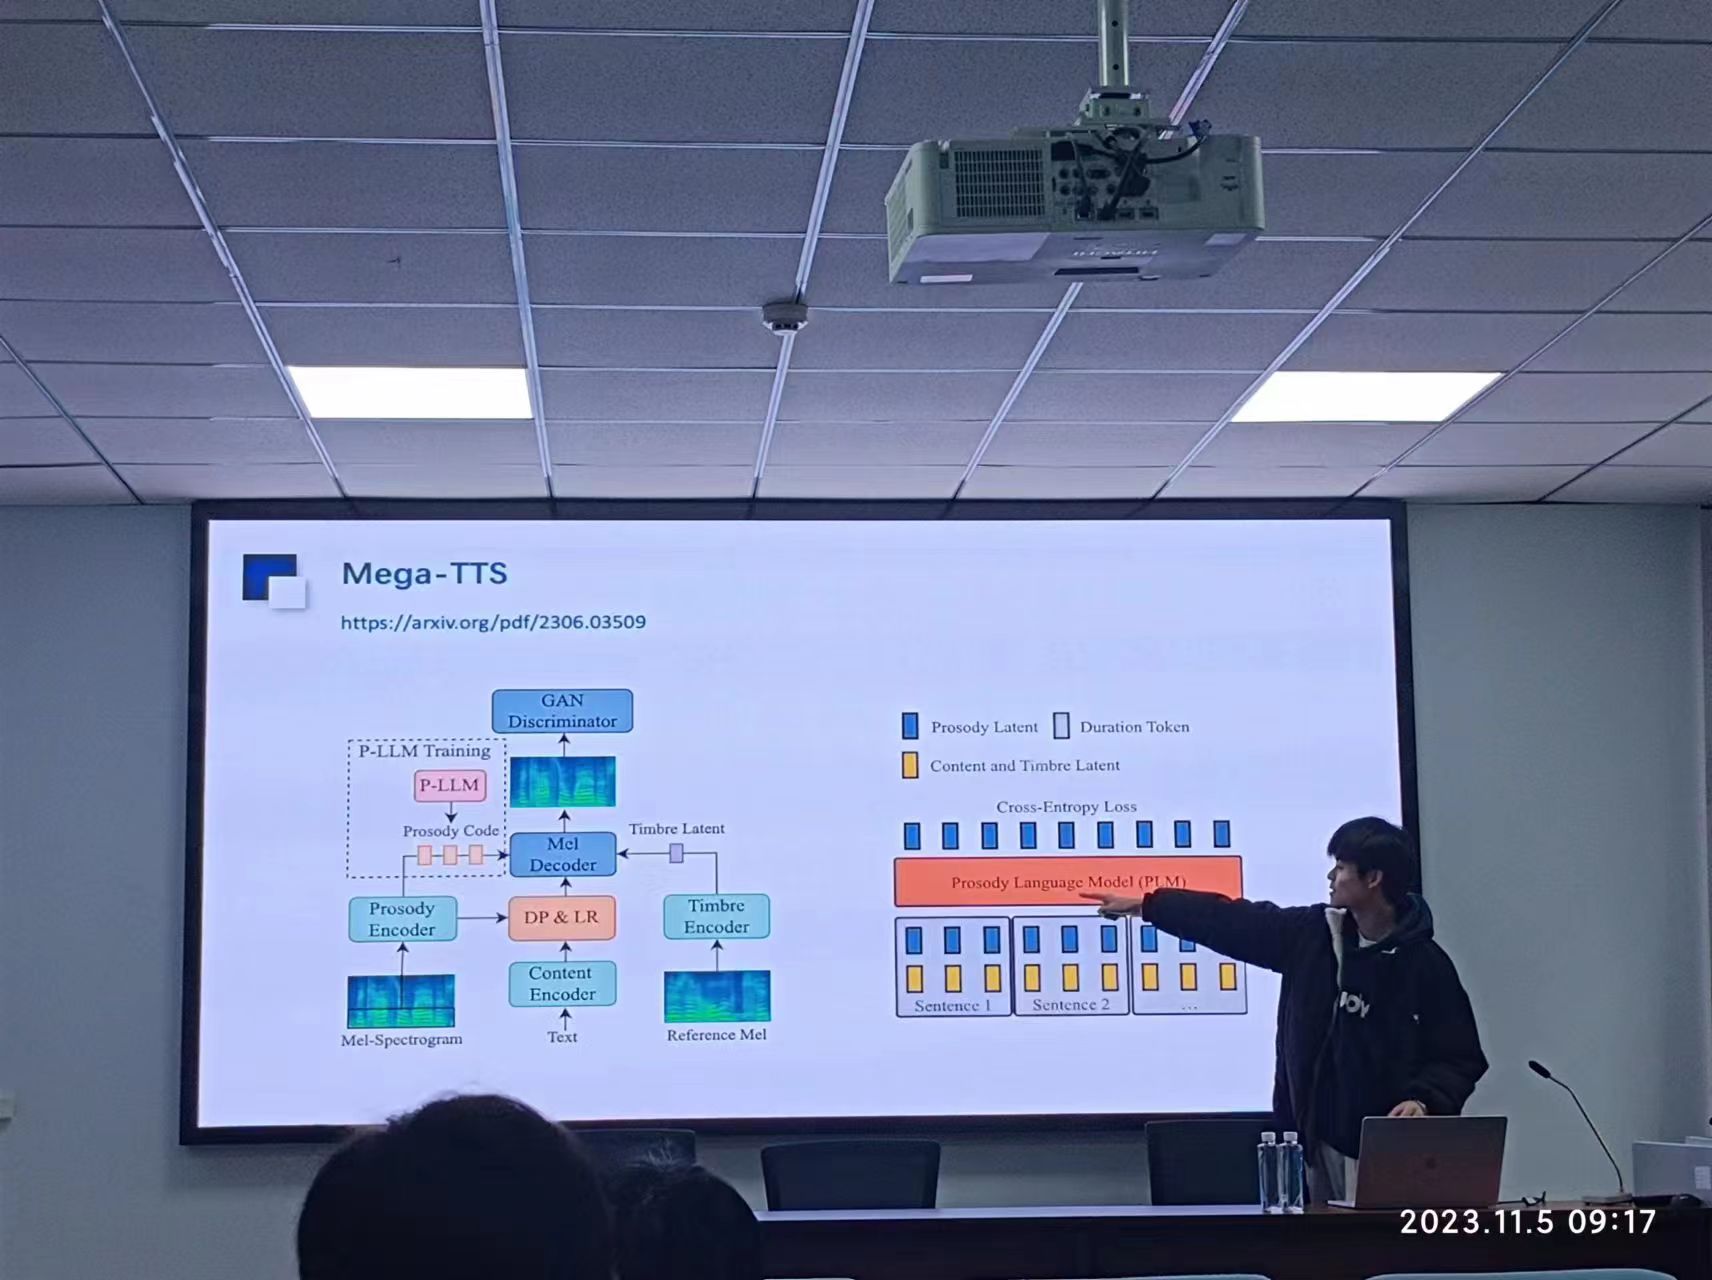 Mega-TTS
https://arxiv.org/pdf/2306.03509
GAN
Discriminator
P-LLM Training
P-LLM
Prosody Code
Mel
Decoder
Timbre Latent
Prosody
Encoder
DP & LR
Timbre
Encoder
Content
Encoder
Mel-Spectrogram
Text
Reference Mel
Prosody Latent
Duration Token
Content and Timbre Latent
Cross-Entropy Loss
Prosody Language Model (PLM)
Sentence 1
Sentence 2
...
2023.11.5 09:17